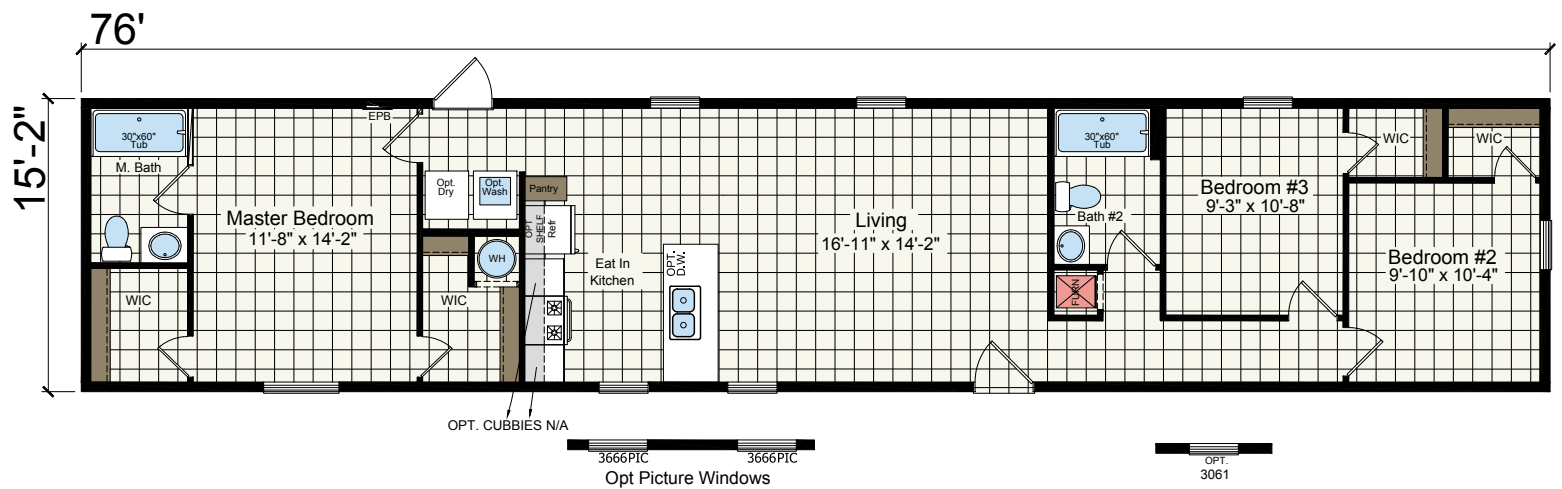 76'
15'-2"
30"x60"
Tub
M. Bath
WIC
Master Bedroom
11'-8" x 14'-2"
EPB
Opt.
Dry
Opt.
Wash
WIC
WH
Pantry
OPT
SHELF
Refr
Eat In
Kitchen
OPT.
D.W.
Living
16'-11" x 14'-2"
30"x60"
Tub
Bath #2
FURN
Bedroom #3
9'-3" x 10'-8"
WIC
WIC
Bedroom #2
9'-10" x 10'-4"
OPT. CUBBIES N/A
3666PIC
3666PIC
Opt Picture Windows
OPT.
3061